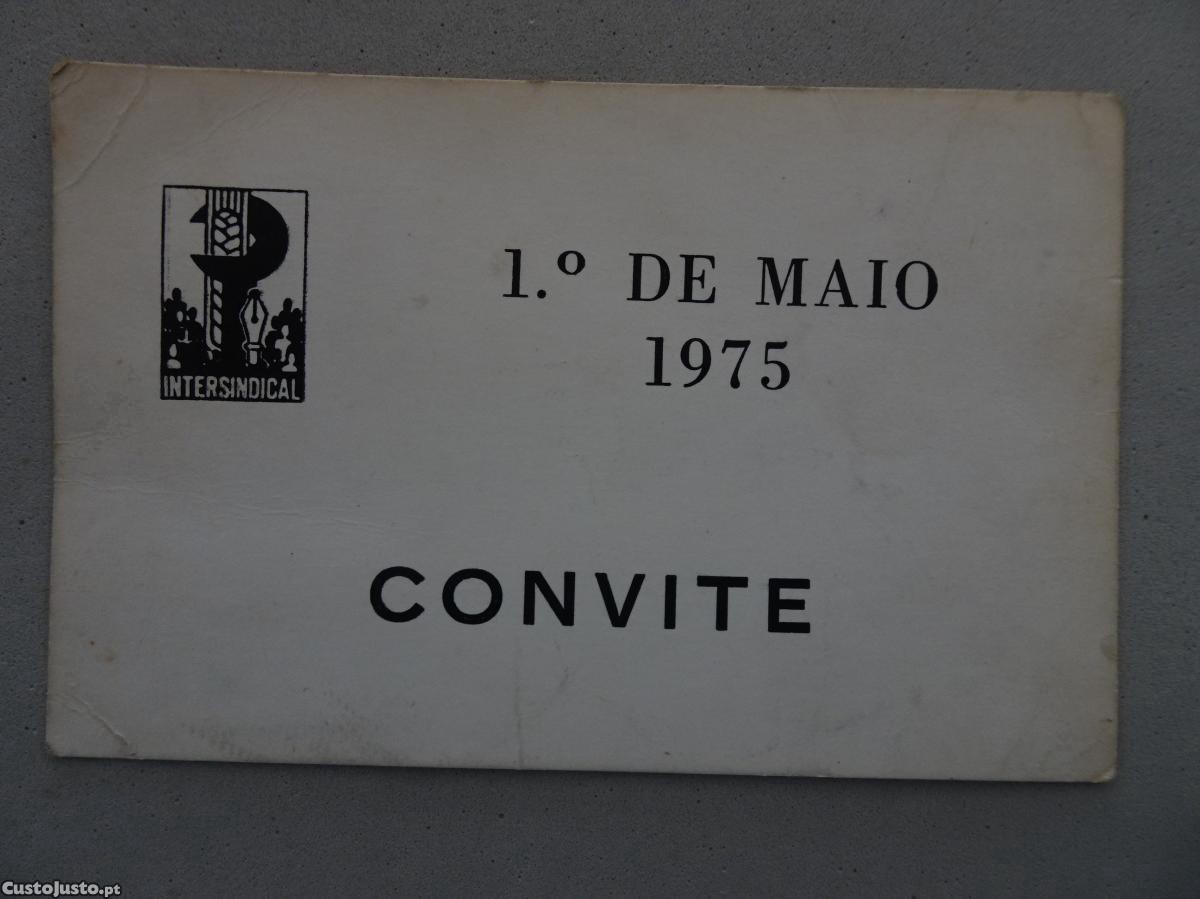 INTERSINDICAL
1.º DE MAIO
1975
CONVITE
CustoJusto.pt